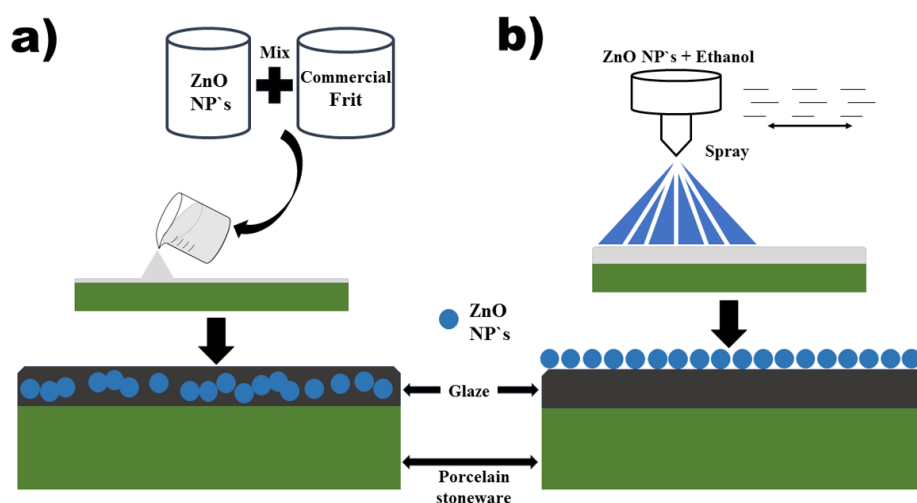 a)
Mix
ZnO
NP`s
Commercial
Frit
b)
ZnO NP`s + Ethanol
Spray
ZnO
NP`s
Glaze
Porcelain
stoneware